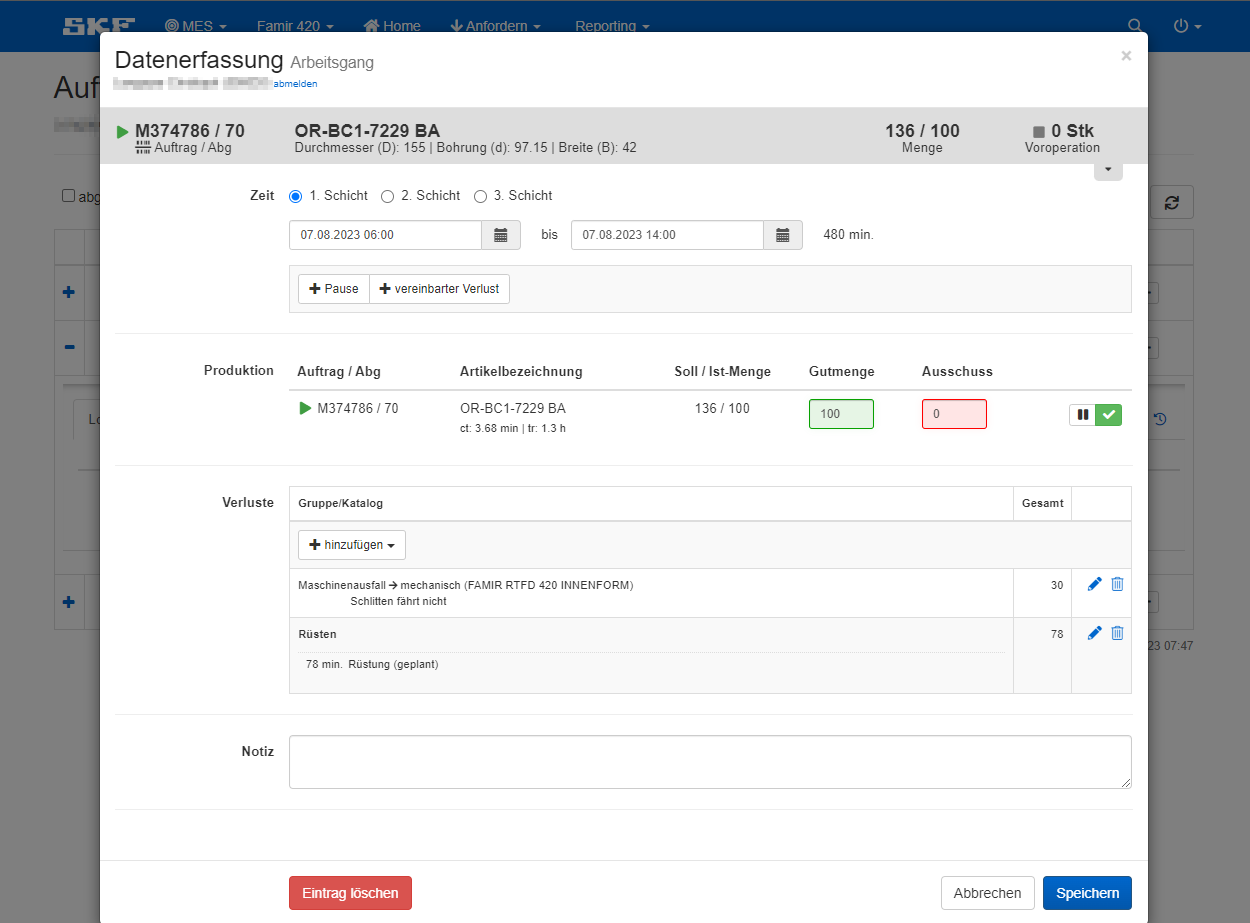 SKF MES Famir 420 Home Anfordern Reporting
Auf
Datenerfassung Arbeitsgang
abmelden
×
M374786 / 70
Auftrag / Abg
OR-BC1-7229 BA
Durchmesser (D): 155 | Bohrung (d): 97.15 | Breite (B): 42
136 / 100
Menge
0 Stk
Voroperation
abg
Zeit 1. Schicht 2. Schicht 3. Schicht
07.08.2023 06:00 bis 07.08.2023 14:00 480 min.
Pause vereinbarter Verlust
Produktion Auftrag / Abg Artikelbezeichnung Soll / Ist-Menge Gutmenge Ausschuss
M374786 / 70 OR-BC1-7229 BA 136 / 100 100 0
ct: 3.68 min | tr: 1.3 h
Lo
Verluste Gruppe/Katalog Gesamt
hinzufügen
Maschinenausfall → mechanisch (FAMIR RTFD 420 INNENFORM) 30
Schlitten fährt nicht
Rüsten 78
23 07:47
78 min. Rüstung (geplant)
Notiz
Eintrag löschen Abbrechen Speichern